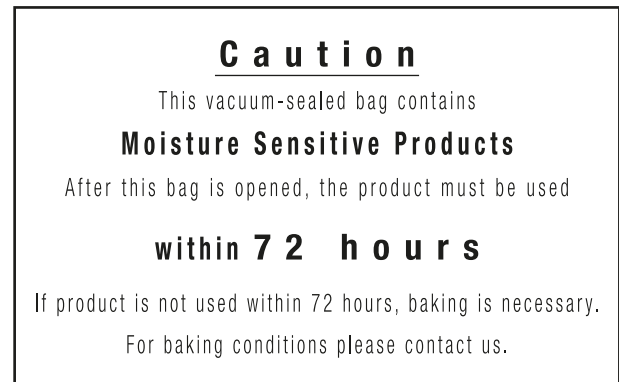 Caution
This vacuum-sealed bag contains
Moisture Sensitive Products
After this bag is opened, the product must be used
within 72 hours
If product is not used within 72 hours, baking is necessary.
For baking conditions please contact us.